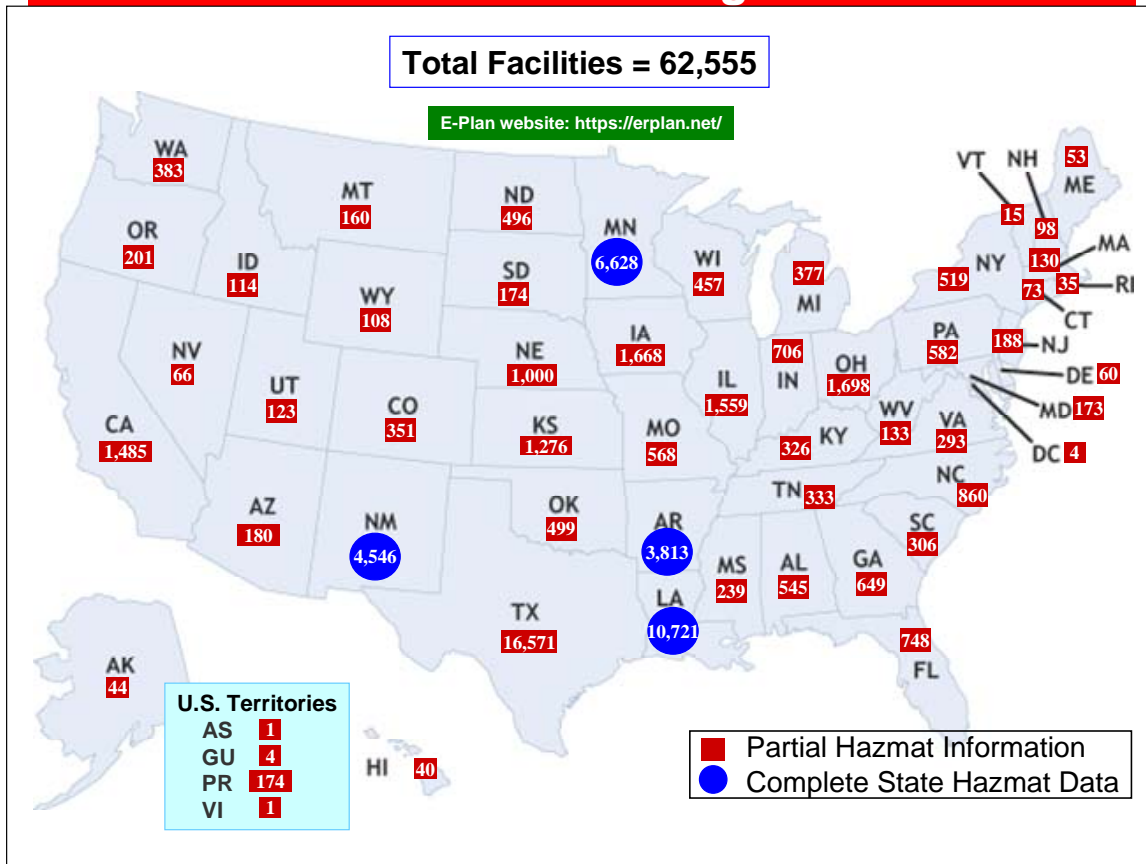 Total Facilities = 62,555
E-Plan website: https://erplan.net/
WA
383
MT
160
ND
496
MN
6,628
VT
15
NH
98
53
ME
OR
201
ID
114
WY
108
SD
174
WI
457
377
MI
519
NY
130
MA
35
RI
73
CT
NV
66
UT
123
CO
351
NE
1,000
IA
1,668
IL
1,559
706
IN
OH
1,698
PA
582
188
NJ
DE 60
MD 173
DC 4
CA
1,485
KS
1,276
MO
568
326
KY
WV
133
VA
293
AZ
180
NM
4,546
OK
499
AR
3,813
TN 333
NC
860
SC
306
MS
239
AL
545
GA
649
TX
16,571
LA
10,721
748
FL
AK
44
U.S. Territories
AS 1
GU 4
PR 174
VI 1
HI 40
Partial Hazmat Information
Complete State Hazmat Data